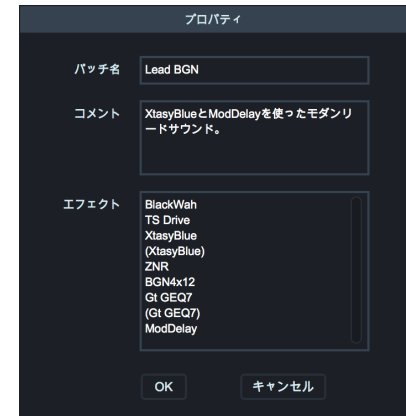 プロパティ
パッチ名
Lead BGN
コメント
XtasyBlueとModDelayを使ったモダンリ
ードサウンド。
エフェクト
BlackWah
TS Drive
XtasyBlue
(XtasyBlue)
ZNR
BGN4x12
Gt GEQ7
(Gt GEQ7)
ModDelay
OK
キャンセル